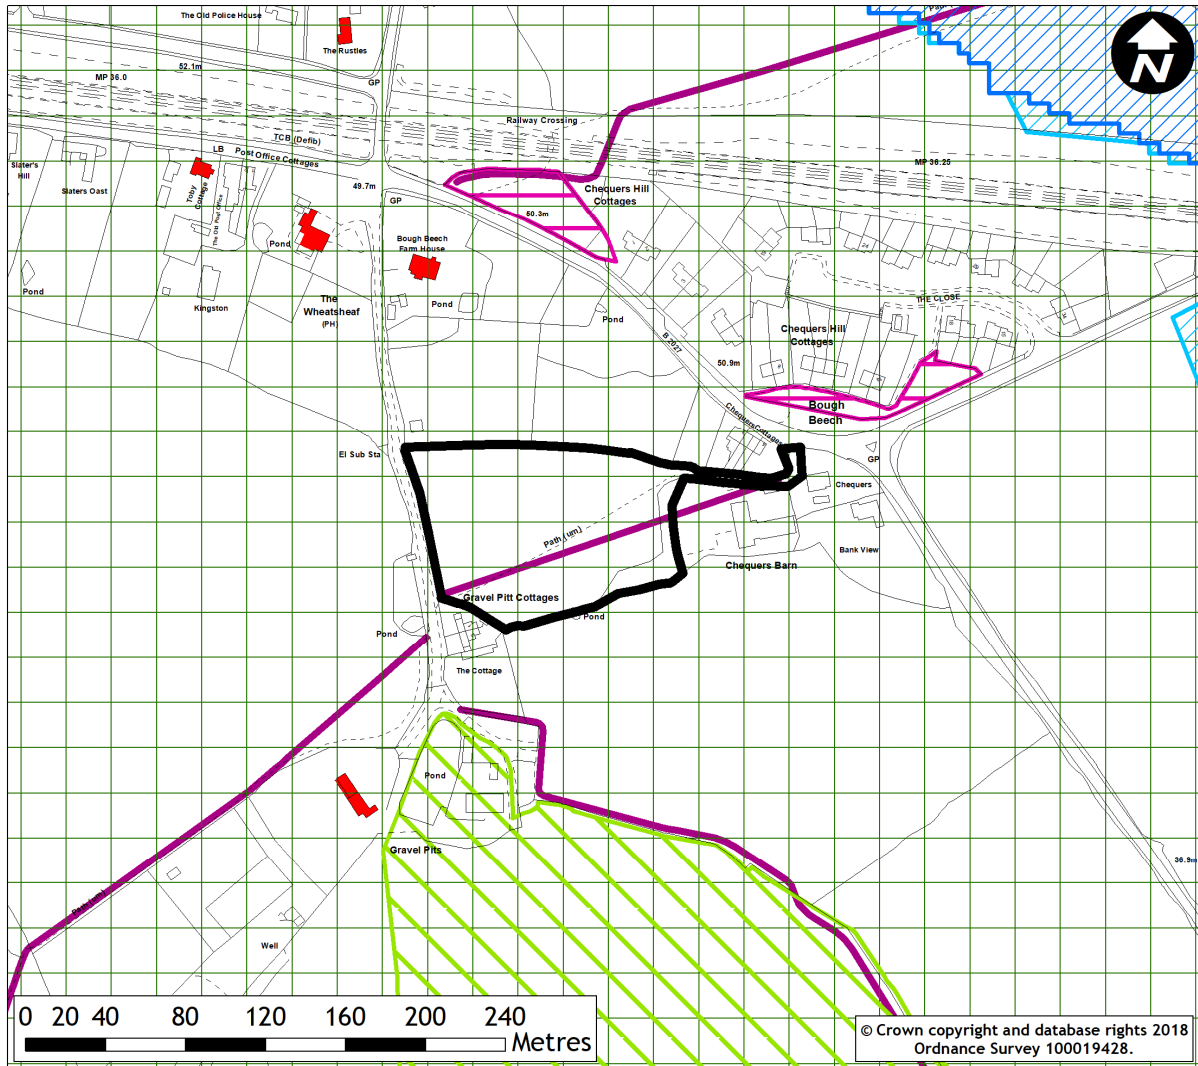 The Old Police House
Path
The Rustles
N
52.1m
MP 36.0
GP
Railway Crossing
TCB (Defib)
LB
Post Office Cottages
MP 36.25
Slater's
Hill
Slaters Oast
Toby
Cottage
The Old Post Office
49.7m
GP
Chequers Hill
Cottages
50.3m
Pond
Bough Beech
Farm House
Pond
Kingston
The
Wheatsheaf
(PH)
Pond
Pond
THE CLOSE
B 2027
Chequers Hill
Cottages
50.9m
Chequers Cottages
Bough
Beech
El Sub Sta
GP
Chequers
Path (um)
Bank View
Chequers Barn
Gravel Pitt Cottages
Pond
Pond
The Cottage
Pond
Gravel Pits
36.9m
Path (um)
Well
0 20 40 80 120 160 200 240
Metres
© Crown copyright and database rights 2018
Ordnance Survey 100019428.